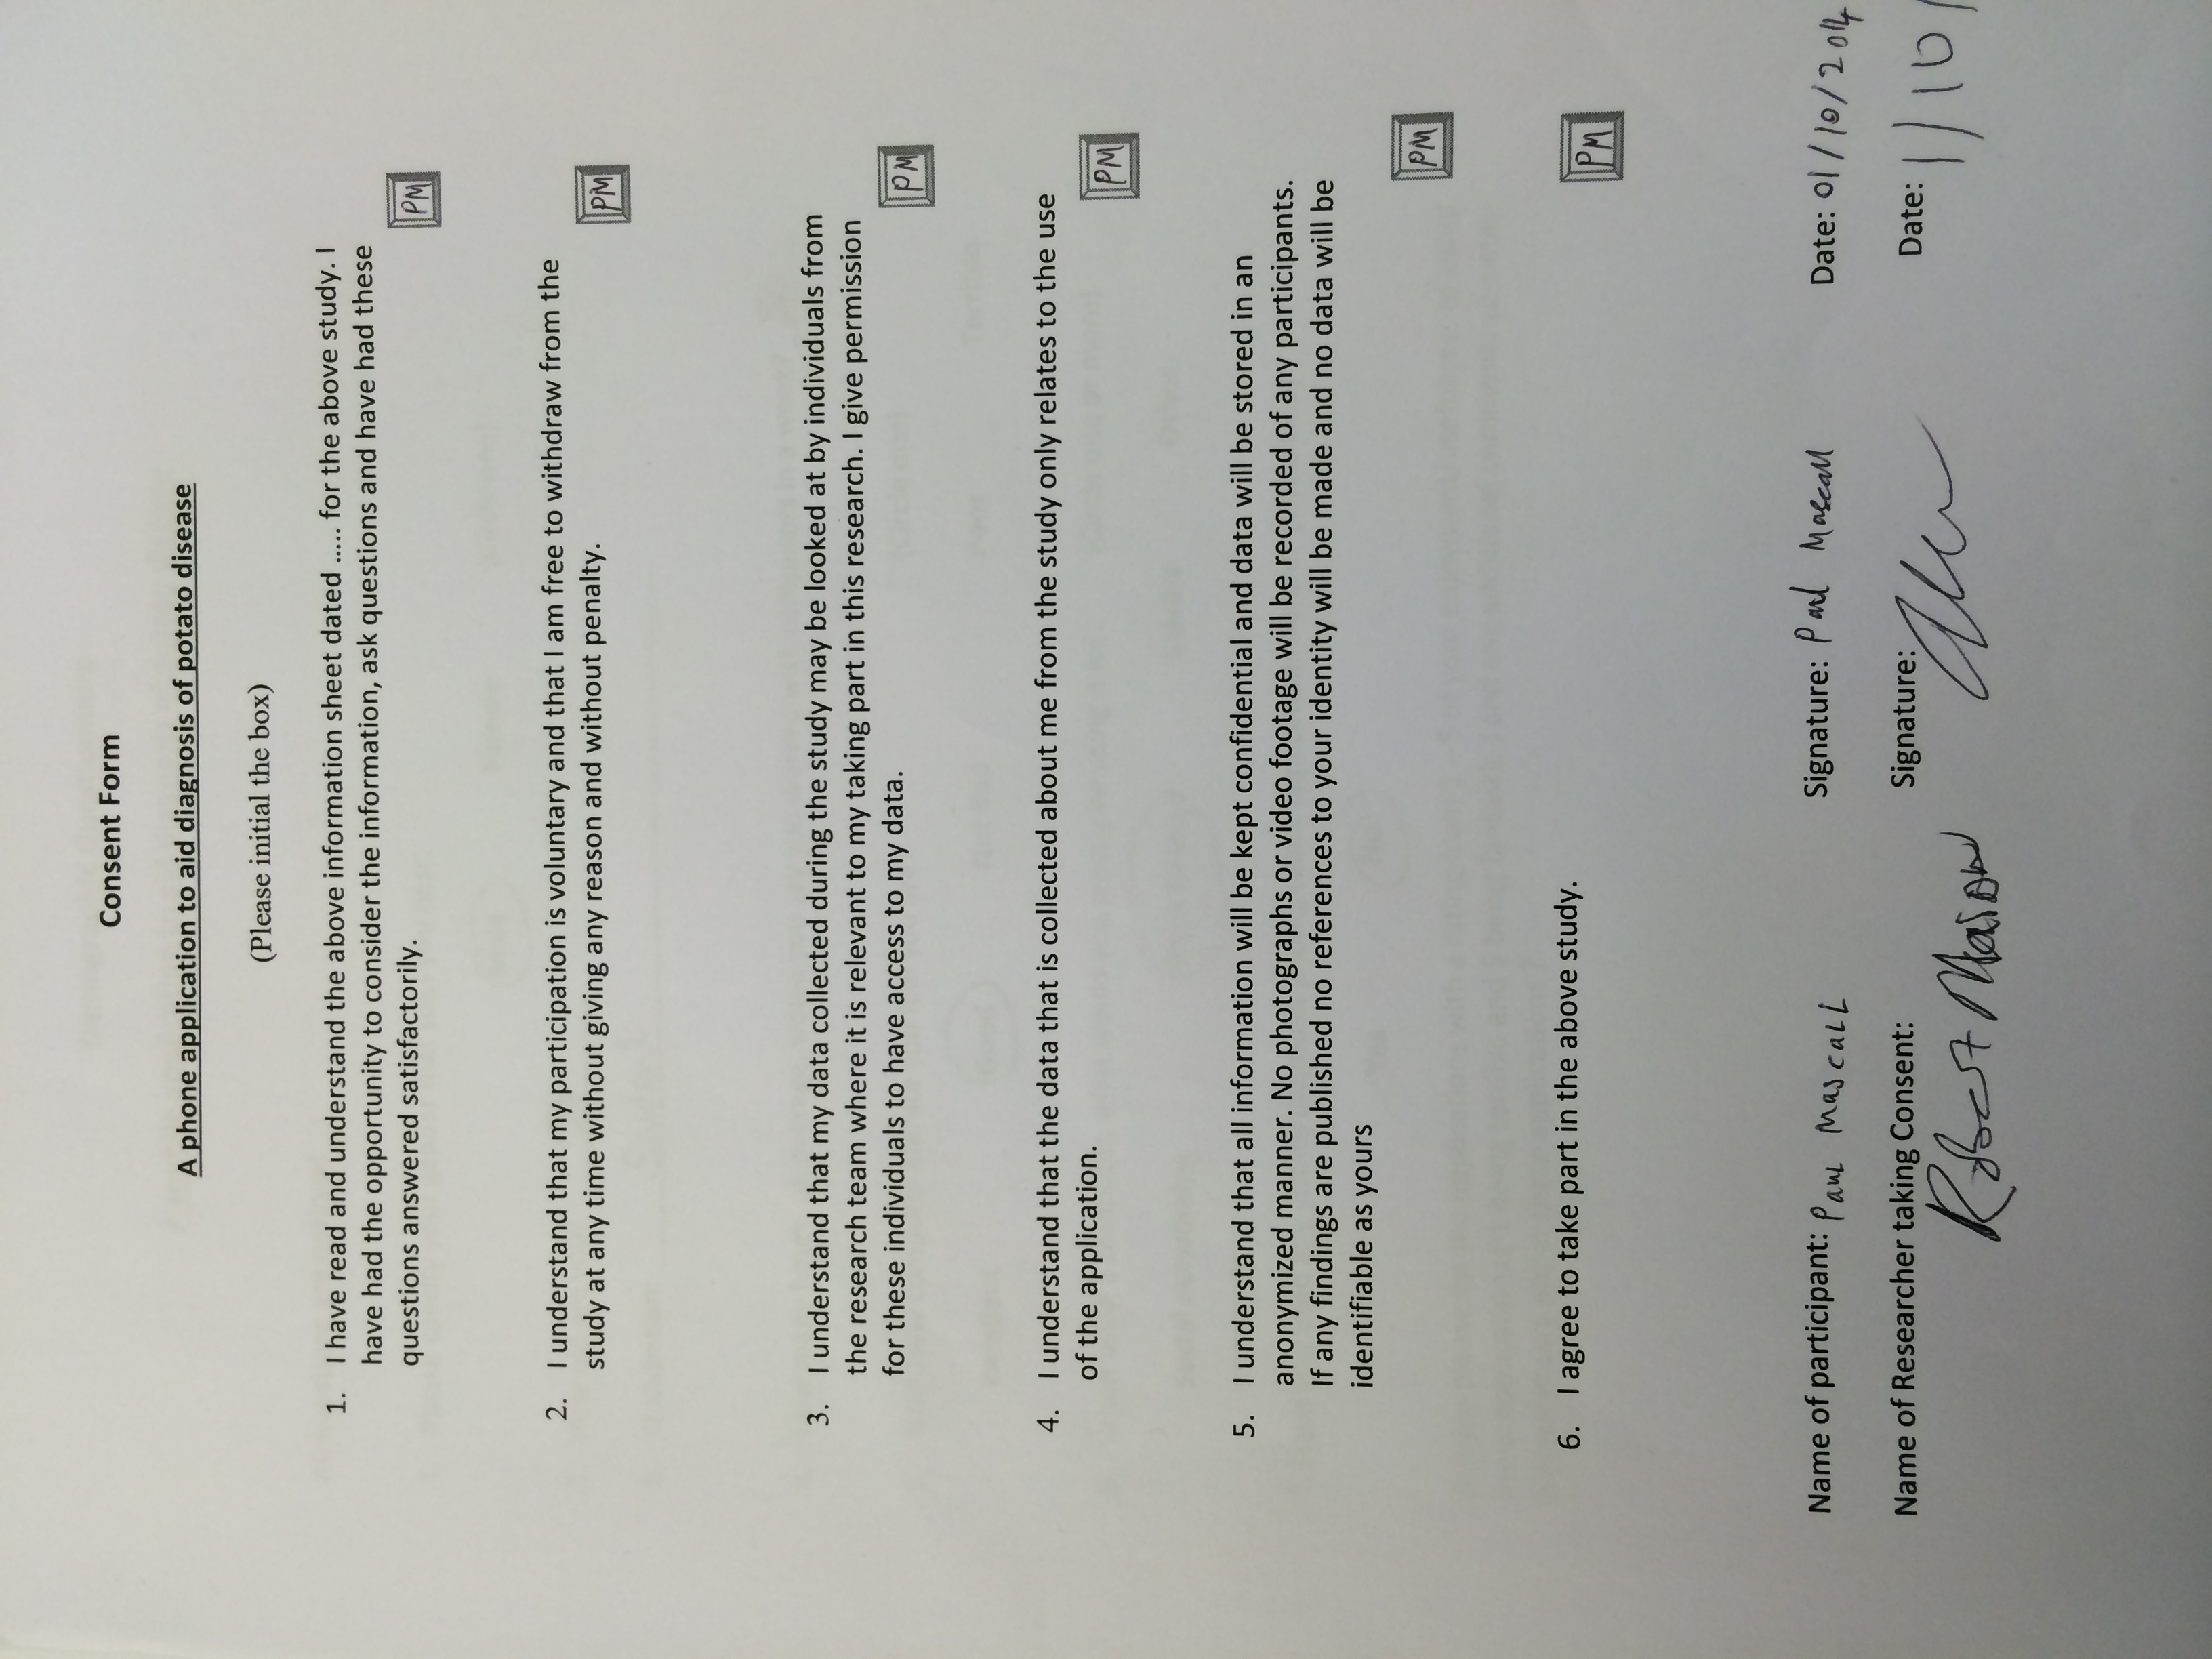 Consent Form
A phone application to aid diagnosis of potato disease
(Please initial the box)
1. I have read and understand the above information sheet dated ..... for the above study. I
have had the opportunity to consider the information, ask questions and have had these
questions answered satisfactorily.
PM
2. I understand that my participation is voluntary and that I am free to withdraw from the
study at any time without giving any reason and without penalty.
PM
3. I understand that my data collected during the study may be looked at by individuals from
the research team where it is relevant to my taking part in this research. I give permission
for these individuals to have access to my data.
PM
4. I understand that the data that is collected about me from the study only relates to the use
of the application.
PM
5. I understand that all information will be kept confidential and data will be stored in an
anonymized manner. No photographs or video footage will be recorded of any participants.
If any findings are published no references to your identity will be made and no data will be
identifiable as yours
PM
6. I agree to take part in the above study.
PM
Name of participant: Paul Mascall Signature: Paul Mascall Date: 01/10/2014
Name of Researcher taking Consent: Signature: Date: 1/10/
Robert